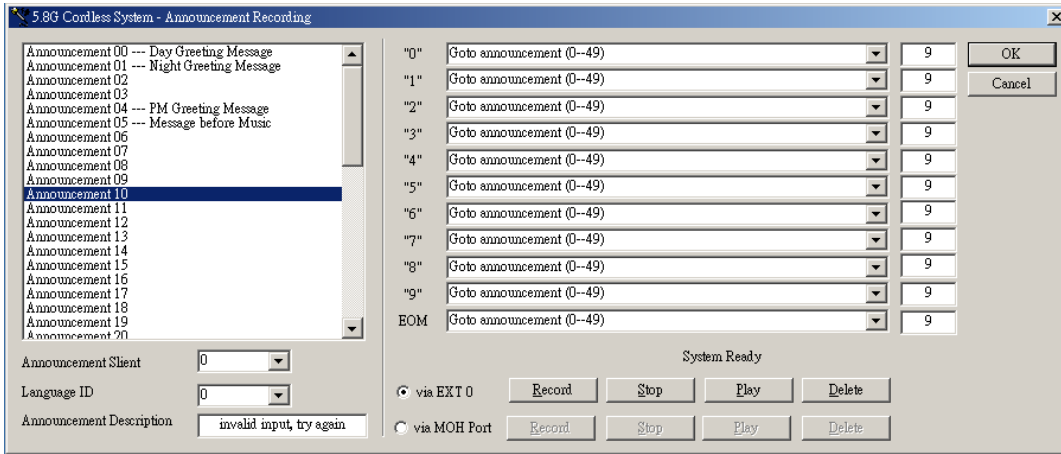 5.8G Cordless System - Announcement Recording
Announcement 00 --- Day Greeting Message
Announcement 01 --- Night Greeting Message
Announcement 02
Announcement 03
Announcement 04 --- PM Greeting Message
Announcement 05 --- Message before Music
Announcement 06
Announcement 07
Announcement 08
Announcement 09
Announcement 10
Announcement 11
Announcement 12
Announcement 13
Announcement 14
Announcement 15
Announcement 16
Announcement 17
Announcement 18
Announcement 19
Announcement 20
Announcement Slient 0
Language ID 0
Announcement Description invalid input, try again
"0" Goto announcement (0--49) 9
"1" Goto announcement (0--49) 9
"2" Goto announcement (0--49) 9
"3" Goto announcement (0--49) 9
"4" Goto announcement (0--49) 9
"5" Goto announcement (0--49) 9
"6" Goto announcement (0--49) 9
"7" Goto announcement (0--49) 9
"8" Goto announcement (0--49) 9
"9" Goto announcement (0--49) 9
EOM Goto announcement (0--49) 9
System Ready
via EXT 0 Record Stop Play Delete
via MOH Port Record Stop Play Delete
OK
Cancel